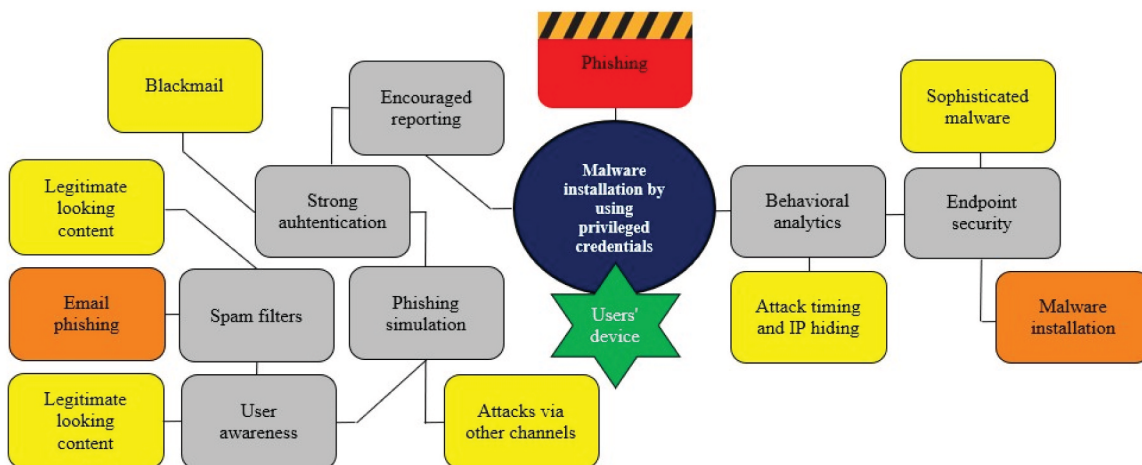 Phishing
Blackmail
Encouraged
reporting
Sophisticated
malware
Legitimate
looking
content
Strong
auhtentication
Malware
installation by
using
privileged
credentials
Behavioral
analytics
Endpoint
security
Email
phishing
Spam filters
Phishing
simulation
Users'
device
Attack timing
and IP hiding
Malware
installation
Legitimate
looking
content
User
awareness
Attacks via
other channels